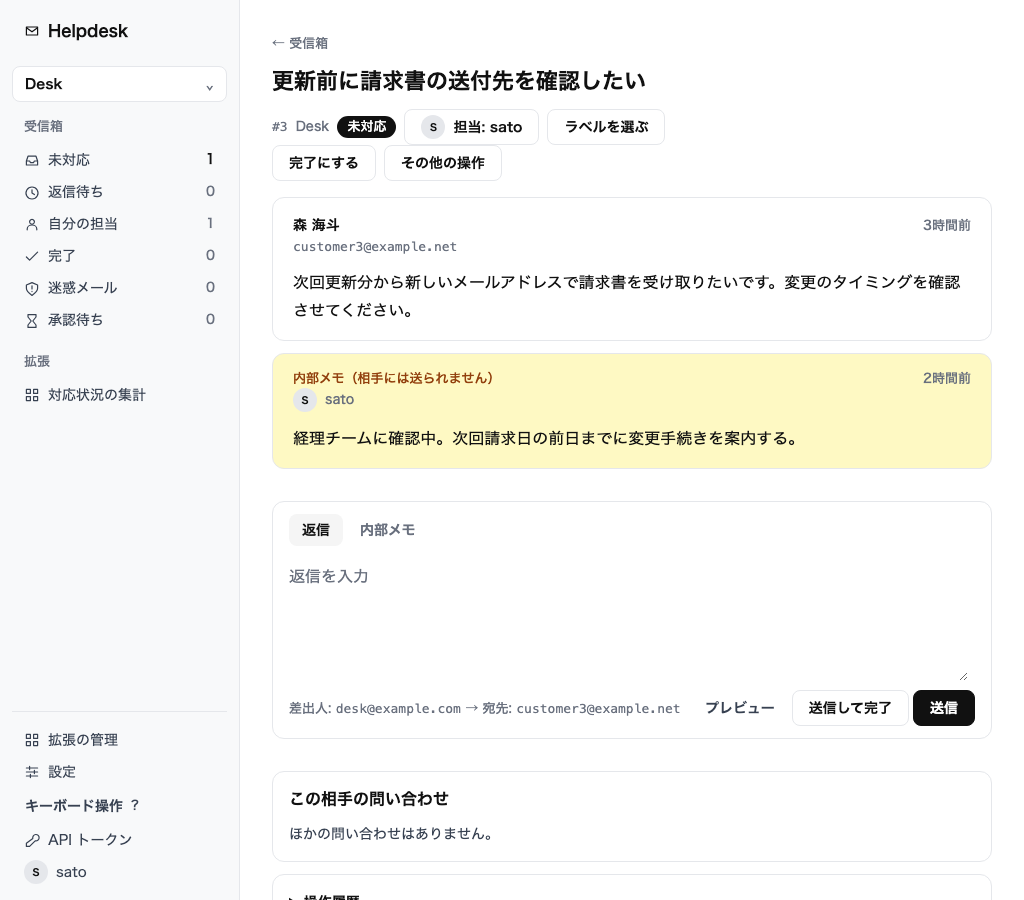 Helpdesk
Desk
受信箱
未対応 1
返信待ち 0
自分の担当 1
完了 0
迷惑メール 0
承認待ち 0
拡張
対応状況の集計
拡張の管理
設定
キーボード操作 ?
API トークン
S sato
← 受信箱
更新前に請求書の送付先を確認したい
#3 Desk 未対応 S 担当: sato ラベルを選ぶ
完了にする その他の操作
森 海斗 3時間前
customer3@example.net
次回更新分から新しいメールアドレスで請求書を受け取りたいです。変更のタイミングを確認
させてください。
内部メモ（相手には送られません） 2時間前
S sato
経理チームに確認中。次回請求日の前日までに変更手続きを案内する。
返信 内部メモ
返信を入力
差出人: desk@example.com → 宛先: customer3@example.net プレビュー 送信して完了 送信
この相手の問い合わせ
ほかの問い合わせはありません。
操作履歴